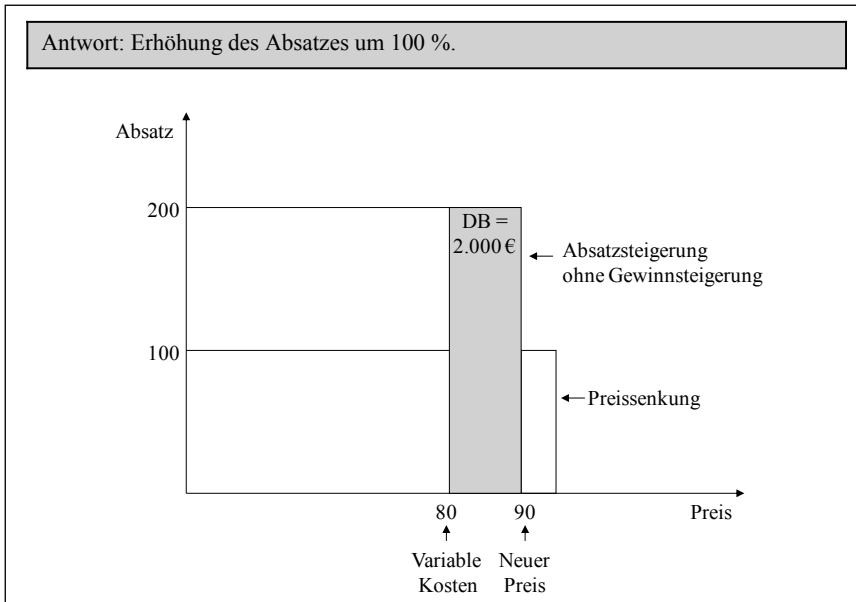 Antwort: Erhöhung des Absatzes um 100 %.
Absatz
200
DB =
2.000 €
Absatzsteigerung
ohne Gewinnsteigerung
100
Preissenkung
80
90
Preis
Variable
Kosten
Neuer
Preis